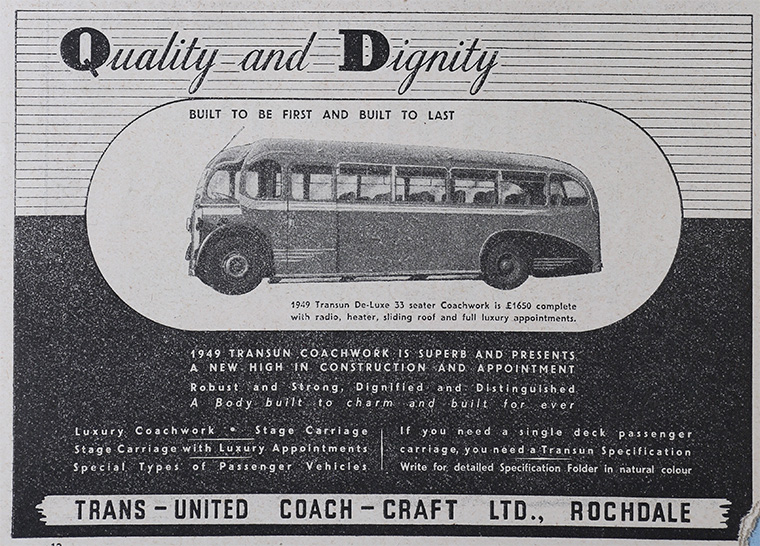 Quality and Dignity
BUILT TO BE FIRST AND BUILT TO LAST
1949 Transun De-Luxe 33 seater Coachwork is £1650 complete
with radio, heater, sliding roof and full luxury appointments.
1949 TRANSUN COACHWORK IS SUPERB AND PRESENTS
A NEW HIGH IN CONSTRUCTION AND APPOINTMENT
Robust and Strong, Dignified and Distinguished
A Body built to charm and built for ever
Luxury Coachwork * Stage Carriage
Stage Carriage with Luxury Appointments
Special Types of Passenger Vehicles
If you need a single deck passenger
carriage, you need a Transun Specification
Write for detailed Specification Folder in natural colour
TRANS-UNITED COACH-CRAFT LTD., ROCHDALE